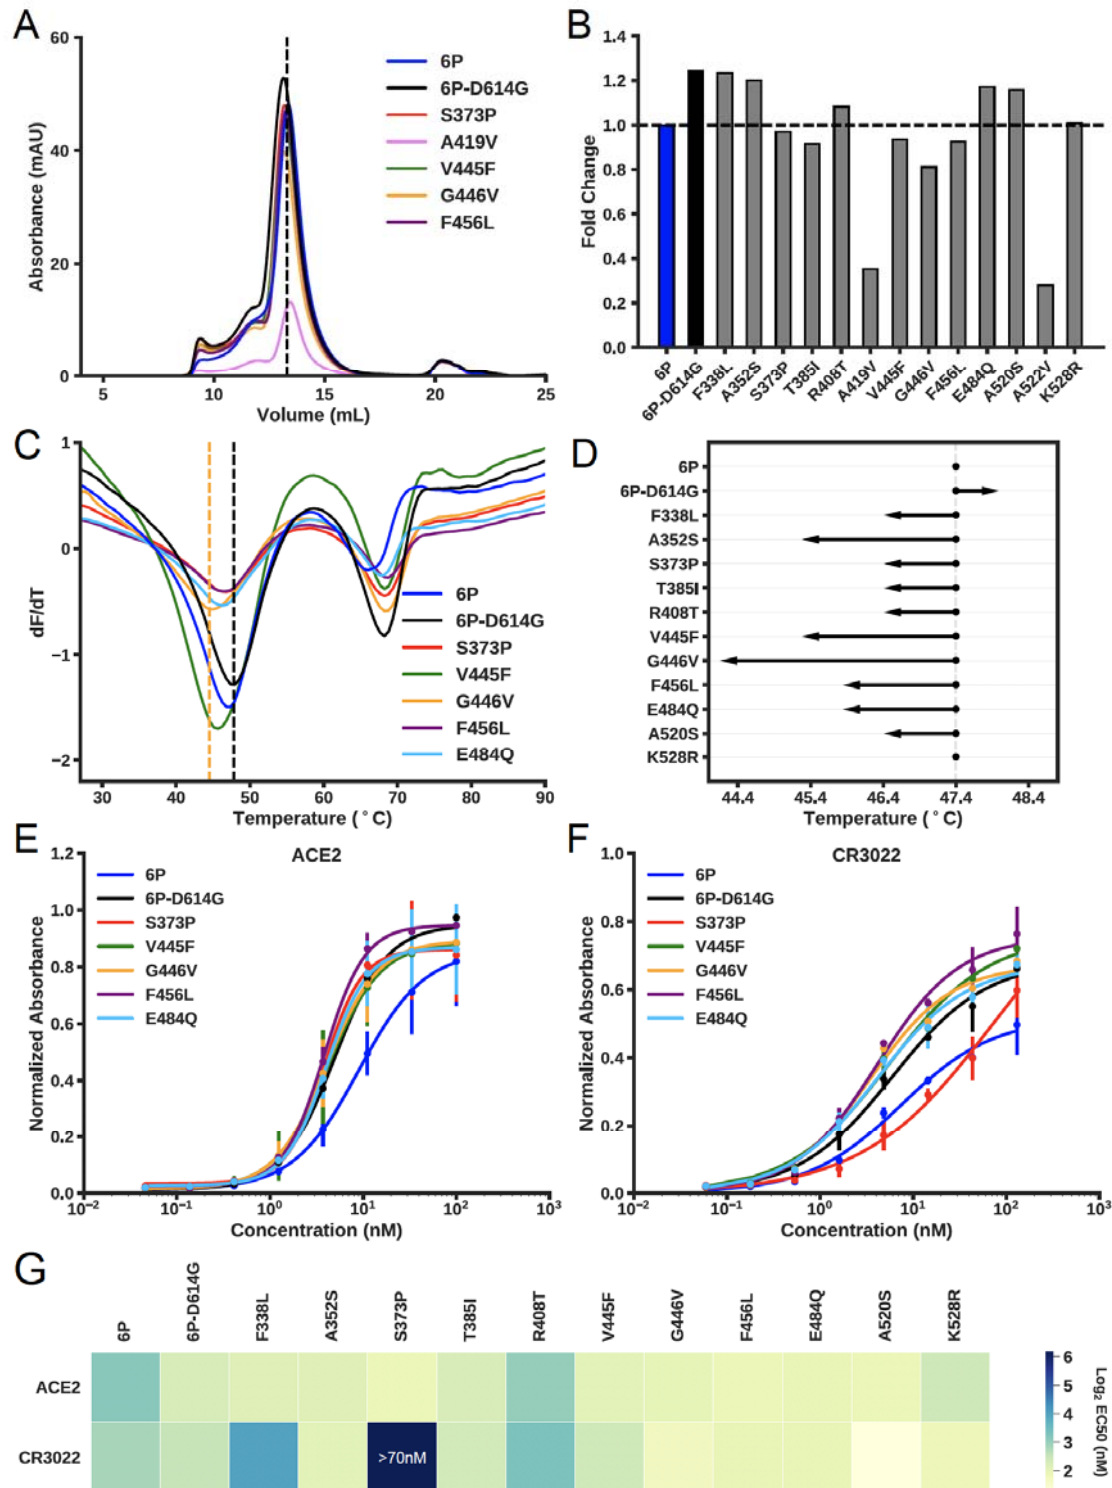 A
60
40
20
0
5
10
15
20
25
Absorbance (mAU)
Volume (mL)
6P
6P-D614G
S373P
A419V
V445F
G446V
F456L
B
1.4
1.2
1.0
0.8
0.6
0.4
0.2
0.0
Fold Change
6P
6P-D614G
F338L
A352S
S373P
T385I
R408T
A419V
V445F
G446V
F456L
E484Q
A520S
A522V
K528R
C
1
0
−1
−2
30
40
50
60
70
80
90
dF/dT
Temperature (°C)
6P
6P-D614G
S373P
V445F
G446V
F456L
E484Q
D
6P
6P-D614G
F338L
A352S
S373P
T385I
R408T
V445F
G446V
F456L
E484Q
A520S
K528R
44.4
45.4
46.4
47.4
48.4
Temperature (°C)
E
ACE2
1.2
1.0
0.8
0.6
0.4
0.2
0.0
10⁻²
10⁻¹
10⁰
10¹
10²
10³
Normalized Absorbance
Concentration (nM)
6P
6P-D614G
S373P
V445F
G446V
F456L
E484Q
F
CR3022
1.0
0.8
0.6
0.4
0.2
0.0
10⁻²
10⁻¹
10⁰
10¹
10²
10³
Normalized Absorbance
Concentration (nM)
6P
6P-D614G
S373P
V445F
G446V
F456L
E484Q
G
6P
6P-D614G
F338L
A352S
S373P
T385I
R408T
V445F
G446V
F456L
E484Q
A520S
K528R
ACE2
CR3022
>70nM
6
5
4
3
2
Log₂ EC50 (nM)